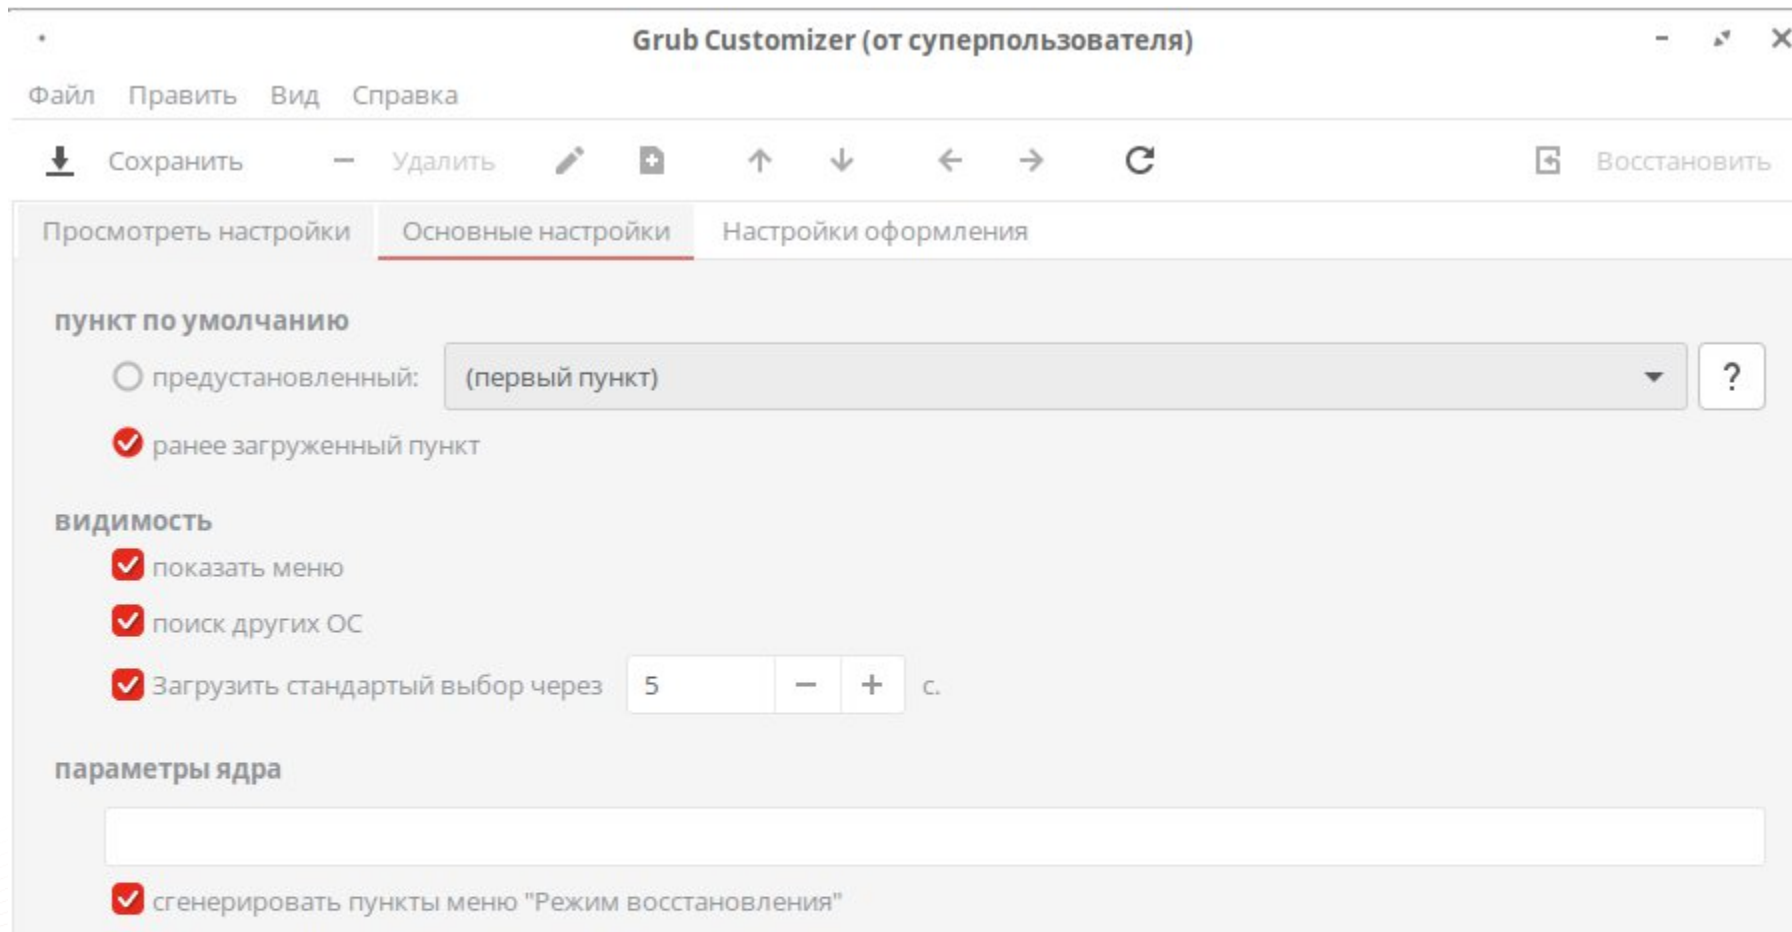 Grub Customizer (от суперпользователя)
Файл Править Вид Справка
Сохранить Удалить Восстановить
Просмотреть настройки Основные настройки Настройки оформления
пункт по умолчанию
предустановленный: (первый пункт) ?
ранее загруженный пункт
видимость
показать меню
поиск других ОС
Загрузить стандартый выбор через 5 − + с.
параметры ядра
сгенерировать пункты меню "Режим восстановления"